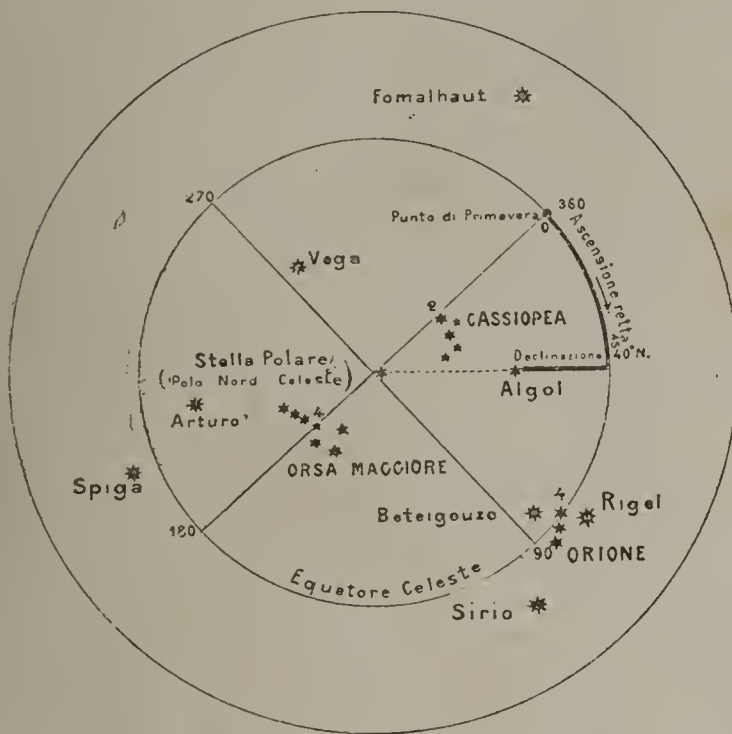 Fomalhaut
270
360
Punto di Primavera
0
Ascensione retta
45°
Vega
2
CASSIOPEA
Stella Polare
(Polo Nord Celeste)
Declinazione
40° N.
Algol
Arturo
4
ORSA MAGGIORE
Spiga
Beteigouzo
4
Rigel
180
90
ORIONE
Equatore Celeste
Sirio